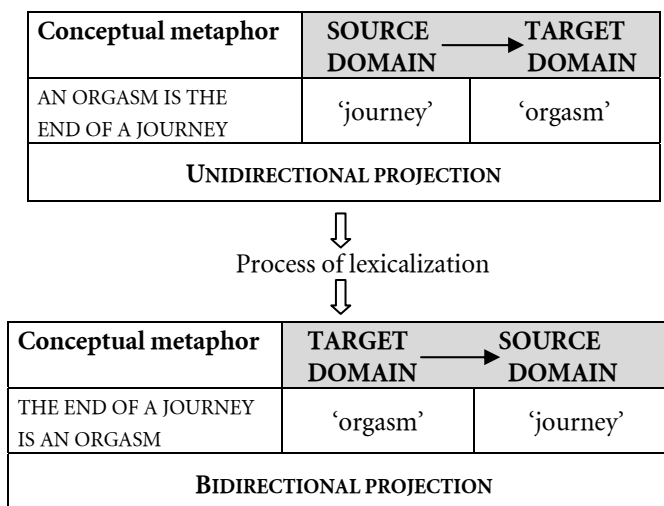 Conceptual metaphor SOURCE TARGET
DOMAIN DOMAIN
AN ORGASM IS THE
END OF A JOURNEY ‘journey’ ‘orgasm’
UNIDIRECTIONAL PROJECTION
Process of lexicalization
Conceptual metaphor TARGET SOURCE
DOMAIN DOMAIN
THE END OF A JOURNEY
IS AN ORGASM ‘orgasm’ ‘journey’
BIDIRECTIONAL PROJECTION